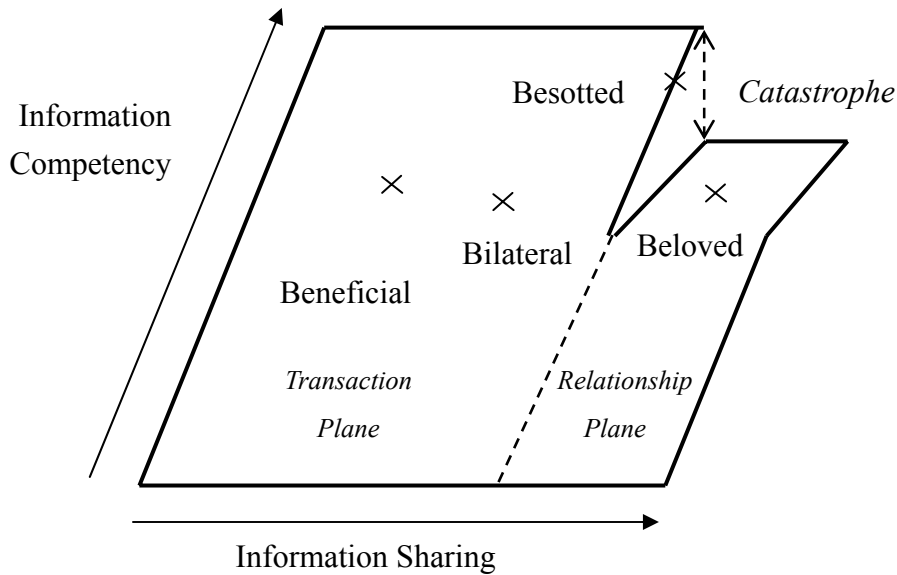 Besotted
Catastrophe
Information
Competency
Bilateral
Beloved
Beneficial
Transaction
Plane
Relationship
Plane
Information Sharing